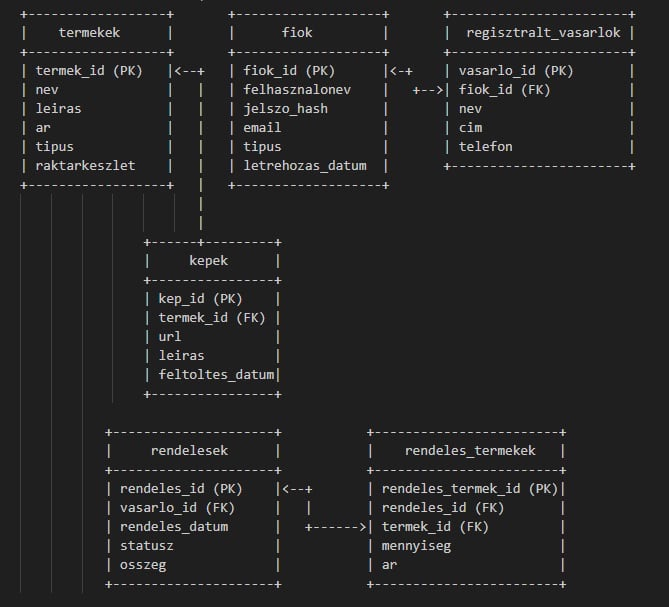 termekek fiok regisztralt_vasarlok
termek_id (PK) fiok_id (PK) vasarlo_id (PK)
nev felhasznalonev fiok_id (FK)
leiras jelszo_hash nev
ar email cim
tipus tipus telefon
raktarkeszlet letrehozas_datum
kepek
kep_id (PK)
termek_id (FK)
url
leiras
feltoltes_datum
rendelesek rendeles_termekek
rendeles_id (PK) rendeles_termek_id (PK)
vasarlo_id (FK) rendeles_id (FK)
rendeles_datum termek_id (FK)
statusz mennyiseg
osszeg ar